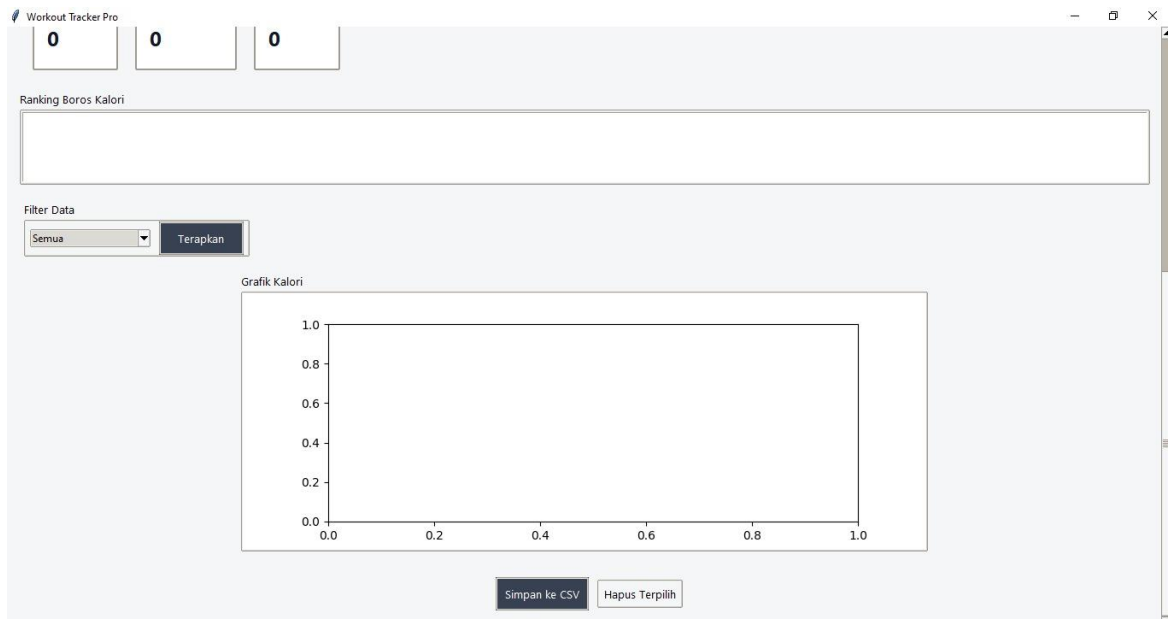 Workout Tracker Pro
0 0 0
Ranking Boros Kalori
Filter Data
Semua Terapkan
Grafik Kalori
1.0
0.8
0.6
0.4
0.2
0.0
0.0 0.2 0.4 0.6 0.8 1.0
Simpan ke CSV Hapus Terpilih